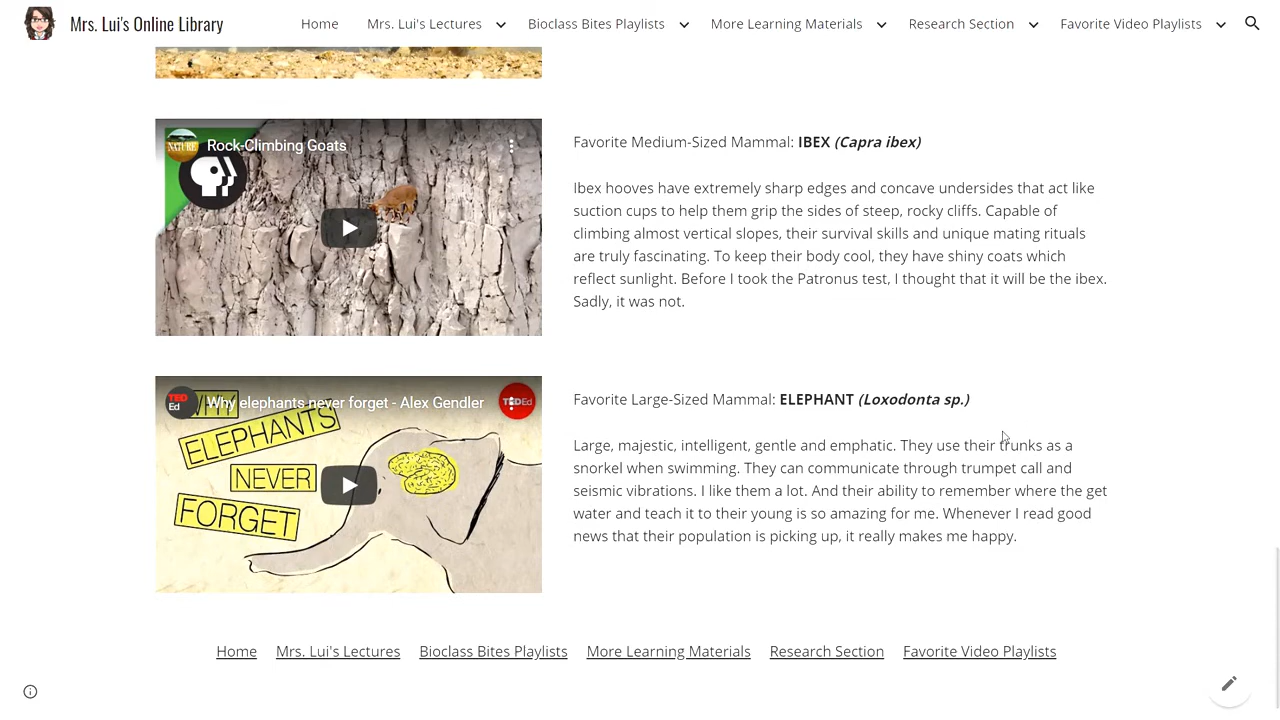 Mrs. Lui's Online Library
Home
Mrs. Lui's Lectures
Bioclass Bites Playlists
More Learning Materials
Research Section
Favorite Video Playlists
NATURE
Rock-Climbing Goats
Favorite Medium-Sized Mammal: IBEX (Capra ibex)
Ibex hooves have extremely sharp edges and concave undersides that act like
suction cups to help them grip the sides of steep, rocky cliffs. Capable of
climbing almost vertical slopes, their survival skills and unique mating rituals
are truly fascinating. To keep their body cool, they have shiny coats which
reflect sunlight. Before I took the Patronus test, I thought that it will be the ibex.
Sadly, it was not.
TED Ed
Why elephants never forget - Alex Gendler
TEDEd
WHY
ELEPHANTS
NEVER
FORGET
Favorite Large-Sized Mammal: ELEPHANT (Loxodonta sp.)
Large, majestic, intelligent, gentle and emphatic. They use their trunks as a
snorkel when swimming. They can communicate through trumpet call and
seismic vibrations. I like them a lot. And their ability to remember where the get
water and teach it to their young is so amazing for me. Whenever I read good
news that their population is picking up, it really makes me happy.
Home
Mrs. Lui's Lectures
Bioclass Bites Playlists
More Learning Materials
Research Section
Favorite Video Playlists